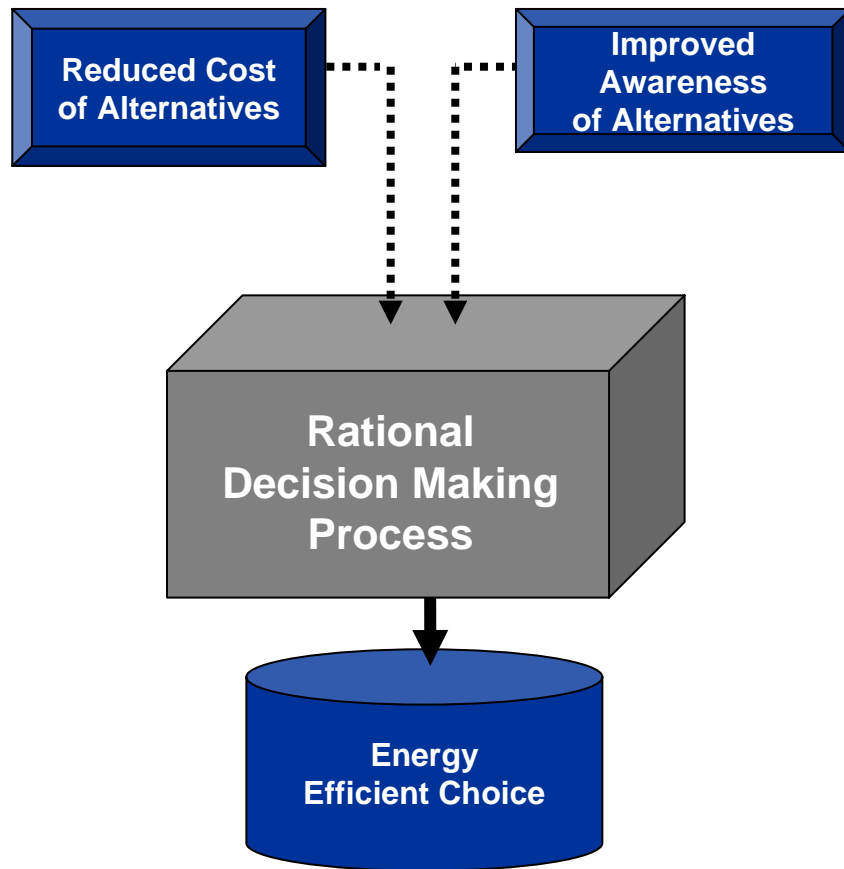 Reduced Cost
of Alternatives
Improved
Awareness
of Alternatives
Rational
Decision Making
Process
Energy
Efficient Choice